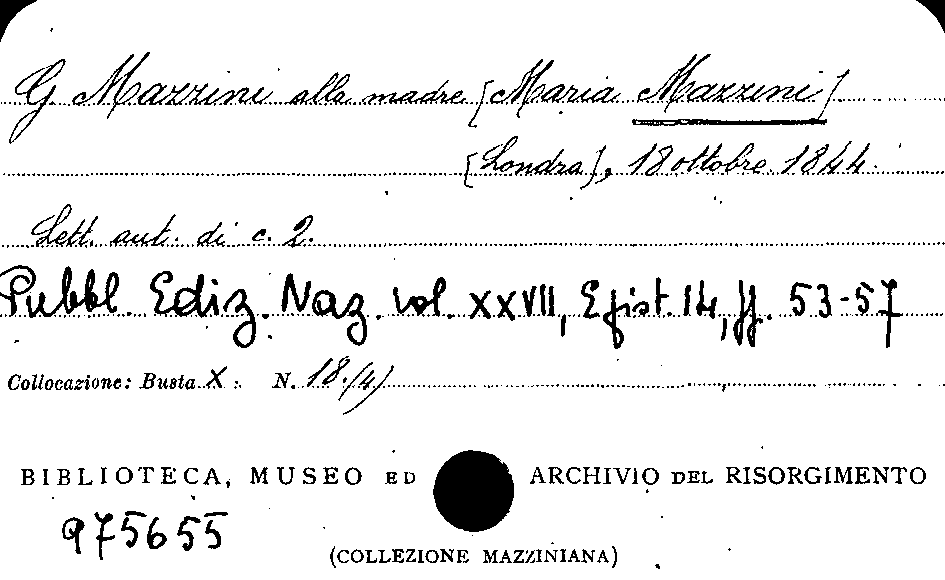 G Mazzini alla madre [Maria Mazzini]
[Londra], 18 ottobre 1844.
Lett. aut. di c. 2.
Pubbl. Ediz. Naz. vol. XXVII, Epist. 14, pp. 53-57
Collocazione: Busta X. N. 18.(4)
BIBLIOTECA, MUSEO ED ARCHIVIO DEL RISORGIMENTO
975655
(COLLEZIONE MAZZINIANA)